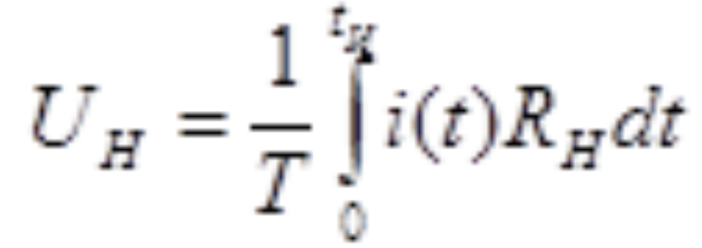 U_H = \frac{1}{T} \int_{0}^{t_H} i(t) R_H dt